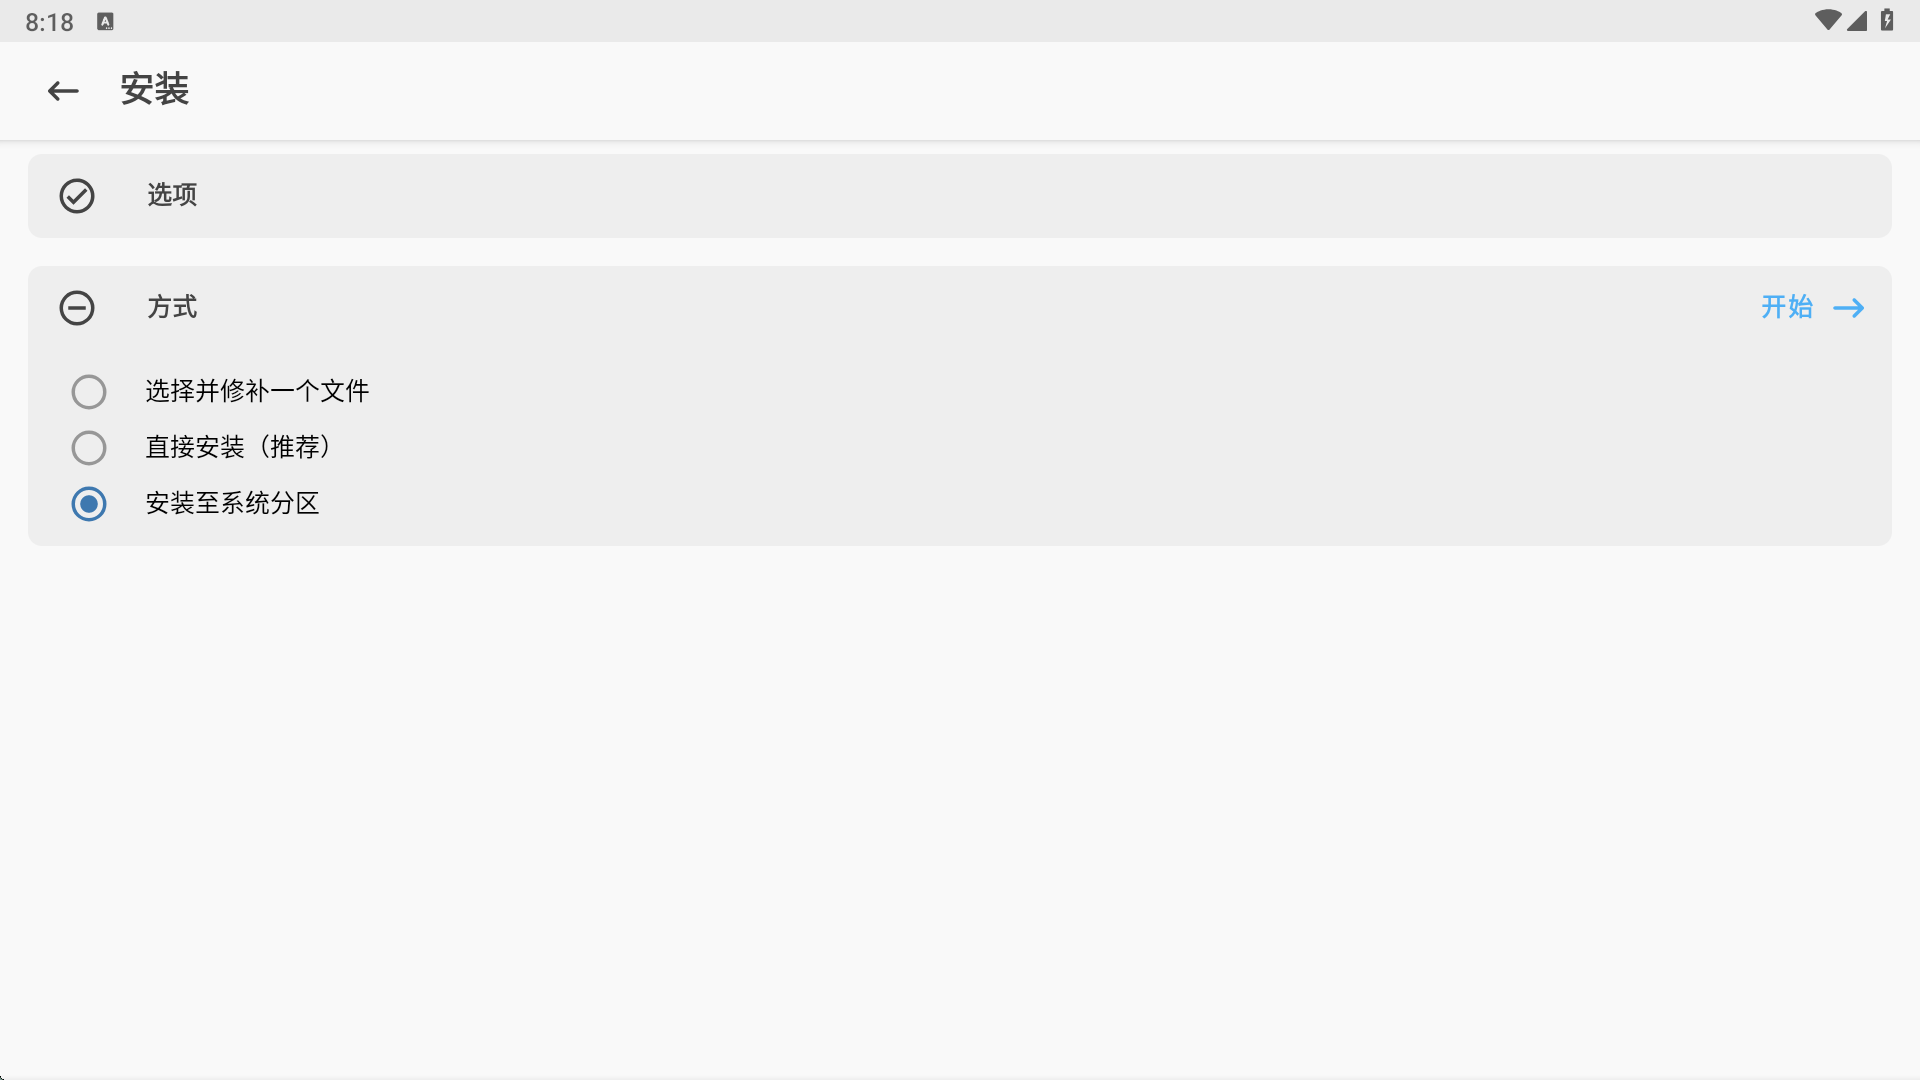 8:18
安装
选项
方式
开始
选择并修补一个文件
直接安装（推荐）
安装至系统分区